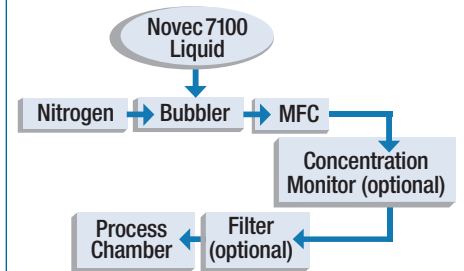 Novec 7100
Liquid
Nitrogen
Bubbler
MFC
Concentration
Monitor (optional)
Filter
(optional)
Process
Chamber